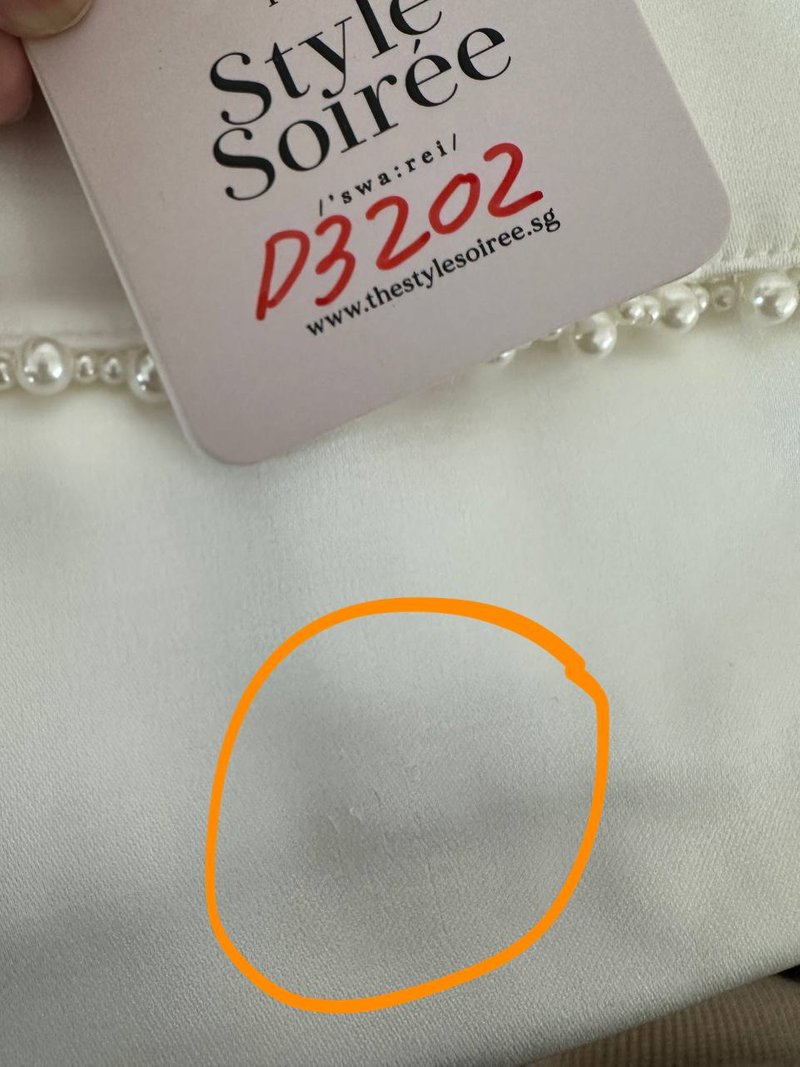 Style
Soirée
/'swa:rei/
D3202
www.thestylesoiree.sg